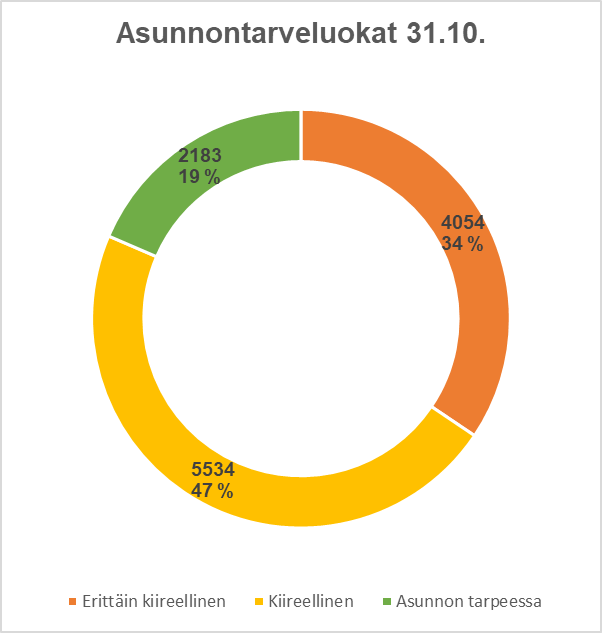 Asunnontarveluokat 31.10.
2183
19 %
4054
34 %
5534
47 %
Erittäin kiireellinen
Kiireellinen
Asunnon tarpeessa